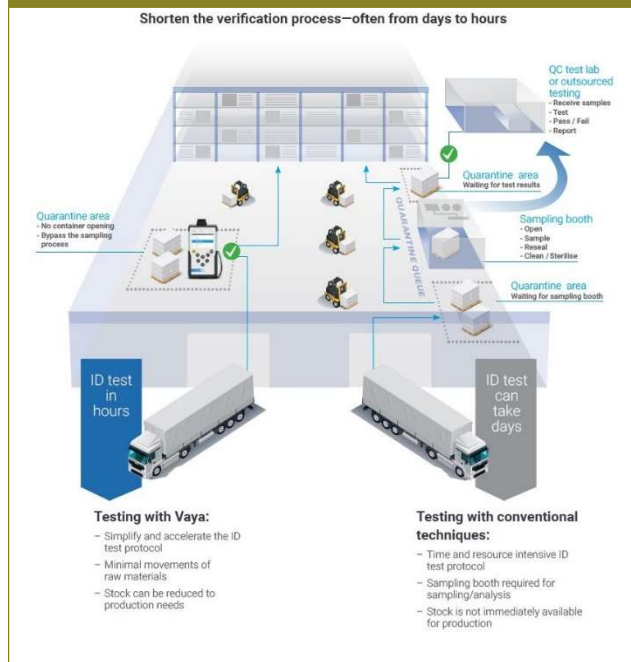 Shorten the verification process—often from days to hours
QC test lab
or outsourced
testing
- Receive samples
- Test
- Pass / Fail
- Report
Quarantine area
Waiting for test results
Quarantine area
- No container opening
- Bypass the sampling
process
QUARANTINE QUEUE
Sampling booth
- Open
- Sample
- Reseal
- Clean / Sterilise
Quarantine area
Waiting for sampling booth
ID test
in
hours
ID test
can
take
days
Testing with Vaya:
– Simplify and accelerate the ID
test protocol
– Minimal movements of
raw materials
– Stock can be reduced to
production needs
Testing with conventional
techniques:
– Time and resource intensive ID
test protocol
– Sampling booth required for
sampling/analysis
– Stock is not immediately available
for production